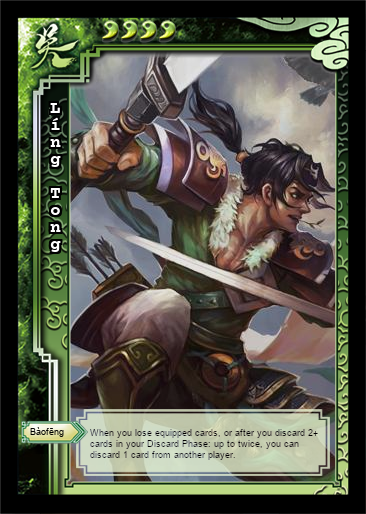 吴
Líng Tong
Bàofēng
When you lose equipped cards, or after you discard 2+
cards in your Discard Phase: up to twice, you can
discard 1 card from another player.